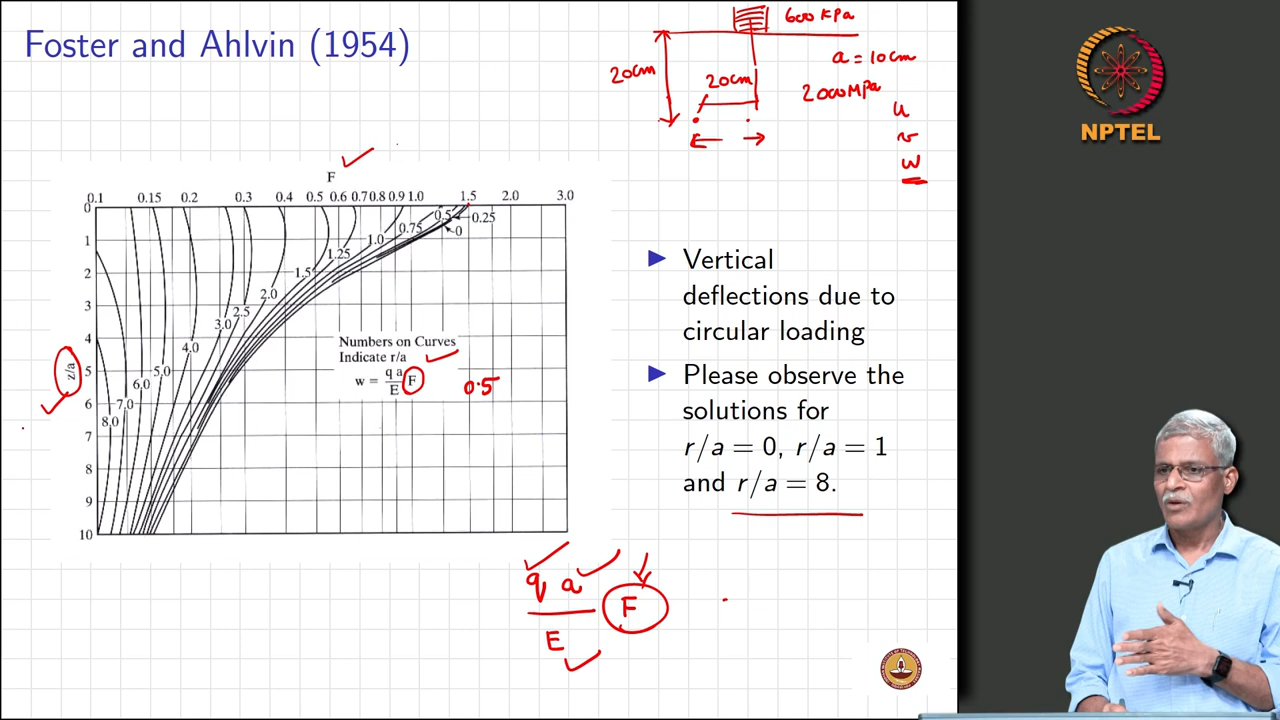 Foster and Ahlvin (1954)
600 kPa
a = 10cm
20cm
20cm
2000MPa
u
v
w
NPTEL
F
0.1 0.15 0.2 0.3 0.4 0.5 0.6 0.7 0.8 0.9 1.0 1.5 2.0 3.0
0
1
2
3
4
5
6
7
8
9
10
z/a
0.5
0.25
0
0.75
1.0
1.25
1.5
2.0
2.5
3.0
4.0
5.0
6.0
7.0
8.0
Numbers on Curves
Indicate r/a
w = q a / E F
0.5
Vertical
deflections due to
circular loading
Please observe the
solutions for
r/a = 0, r/a = 1
and r/a = 8.
q a
E
F